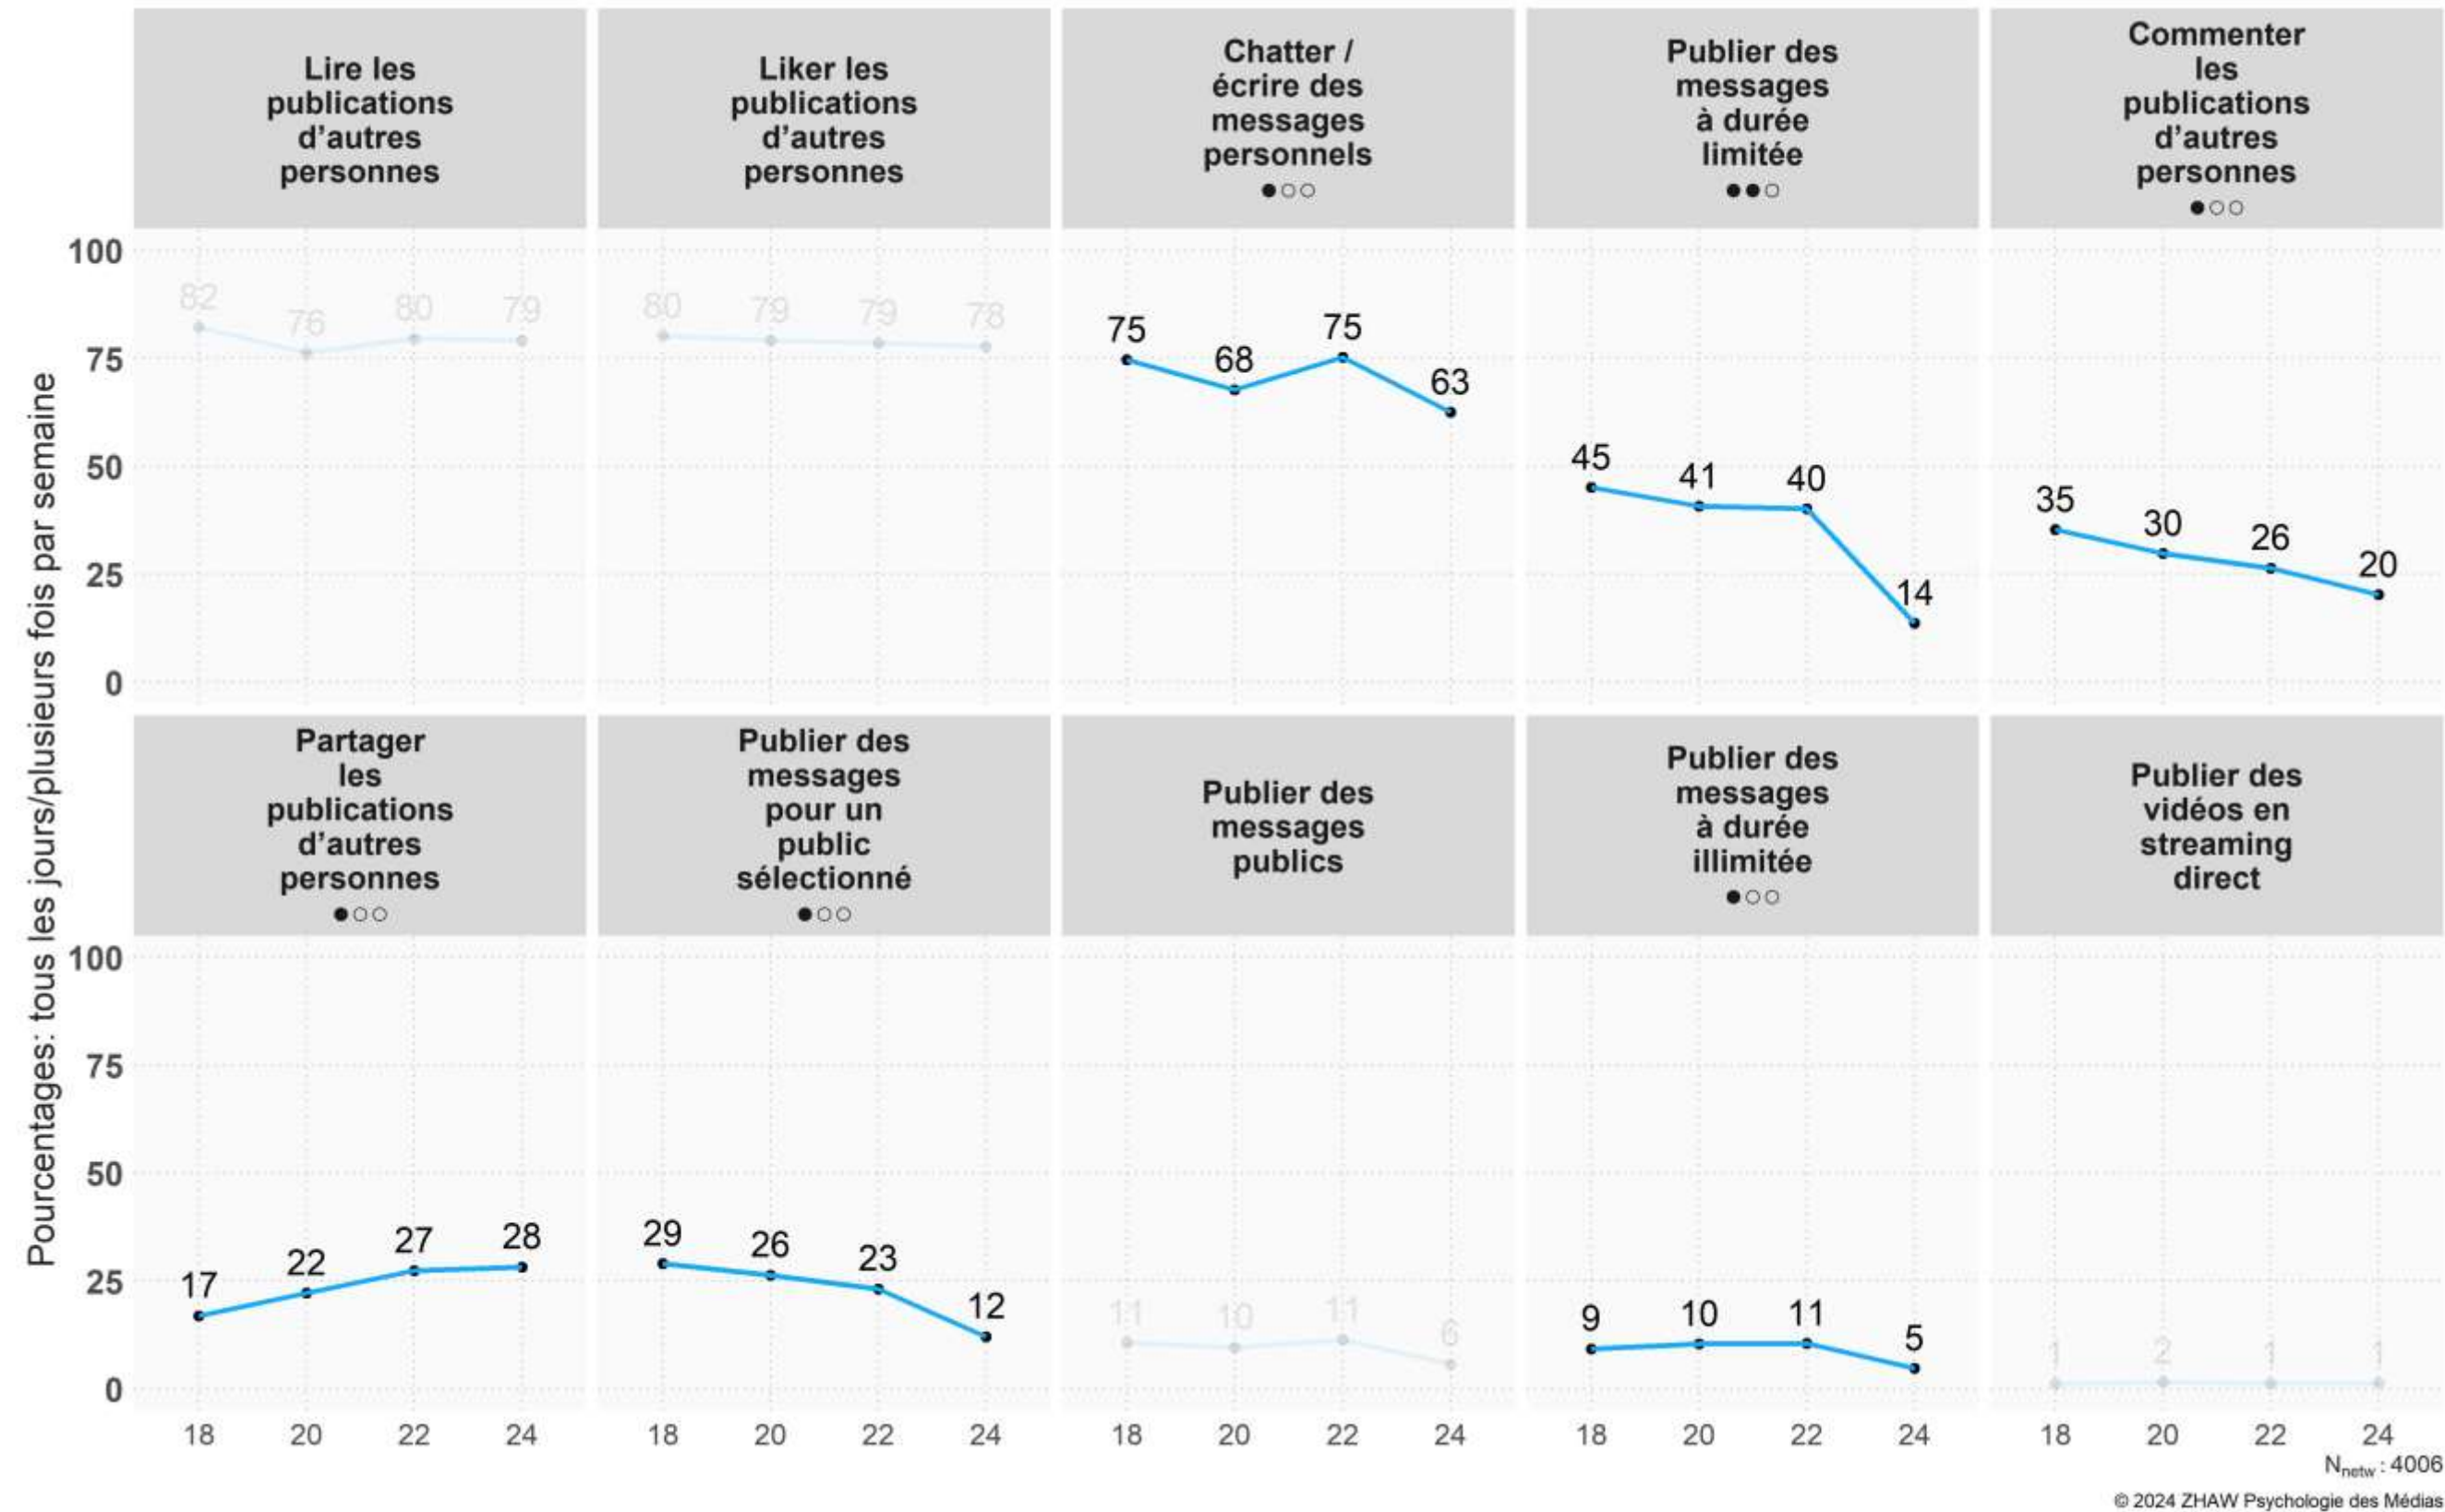 Pourcentages: tous les jours/plusieurs fois par semaine
Lire les
publications
d’autres
personnes
Liker les
publications
d’autres
personnes
Chatter /
écrire des
messages
personnels
●○○
Publier des
messages
à durée
limitée
●●○
Commenter
les
publications
d’autres
personnes
●○○
100
75
50
25
0
82 76 80 79
80 79 79 78
75 68 75 63
45 41 40 14
35 30 26 20
Partager
les
publications
d’autres
personnes
●○○
Publier des
messages
pour un
public
sélectionné
●○○
Publier des
messages
publics
Publier des
messages
à durée
illimitée
●○○
Publier des
vidéos en
streaming
direct
100
75
50
25
0
17 22 27 28
29 26 23 12
11 10 11 6
9 10 11 5
1 2 1 1
18 20 22 24 18 20 22 24 18 20 22 24 18 20 22 24 18 20 22 24
Nnetw : 4006
© 2024 ZHAW Psychologie des Médias